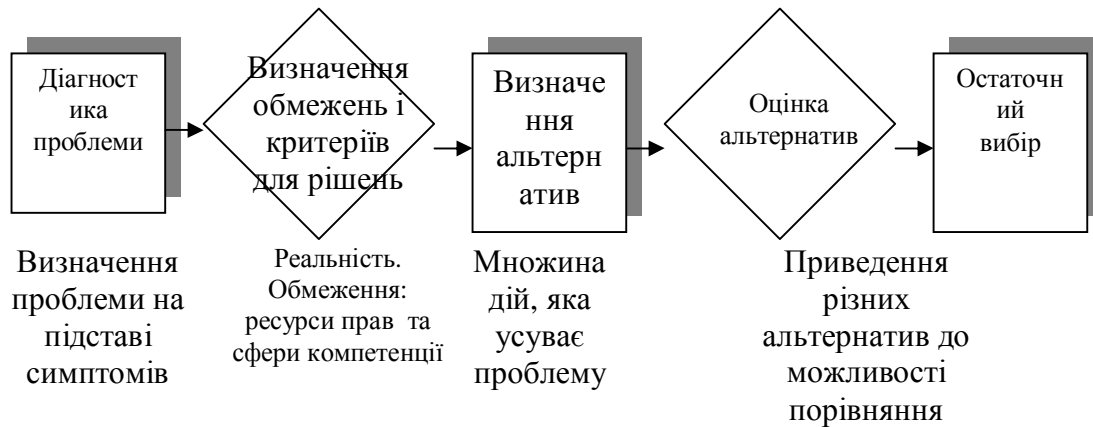 Діагност
ика
проблеми
Визначення
обмежень і
критеріїв
для рішень
Визначе
ння
альтерн
атив
Оцінка
альтернатив
Остаточн
ий
вибір
Визначення
проблеми на
підставі
симптомів
Реальність.
Обмеження:
ресурси прав та
сфери компетенції
Множина
дій, яка
усуває
проблему
Приведення
різних
альтернатив до
можливості
порівняння